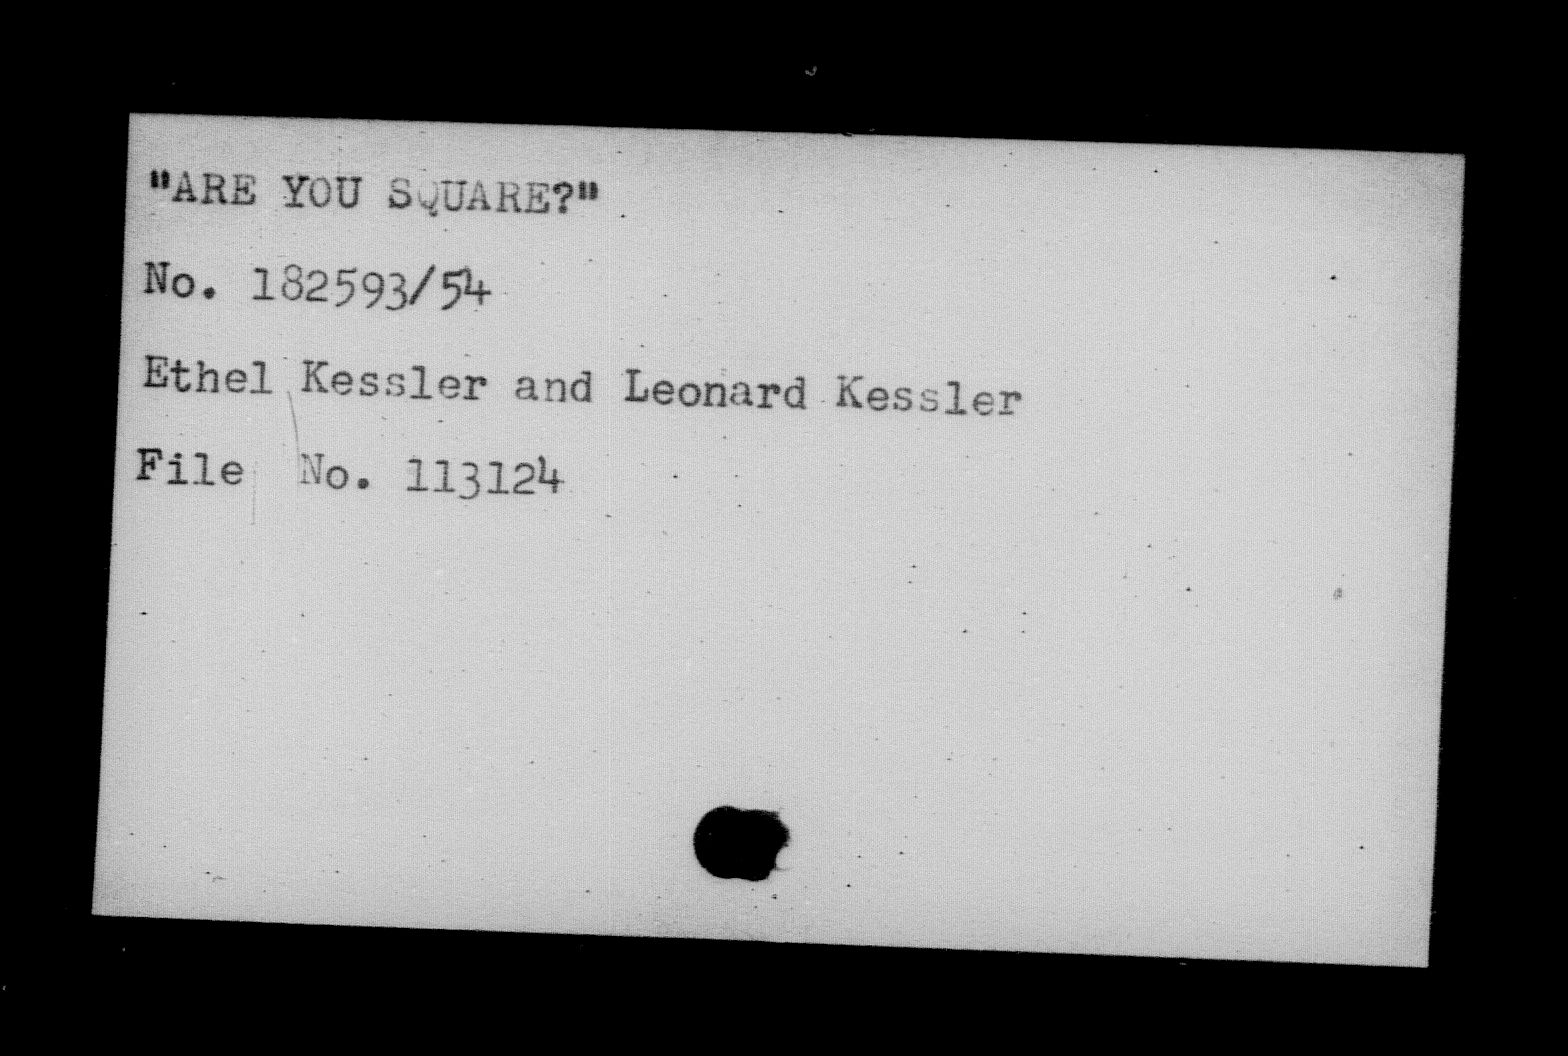 "ARE YOU SQUARE?"
No. 182593/54
Ethel Kessler and Leonard Kessler
File No. 113124